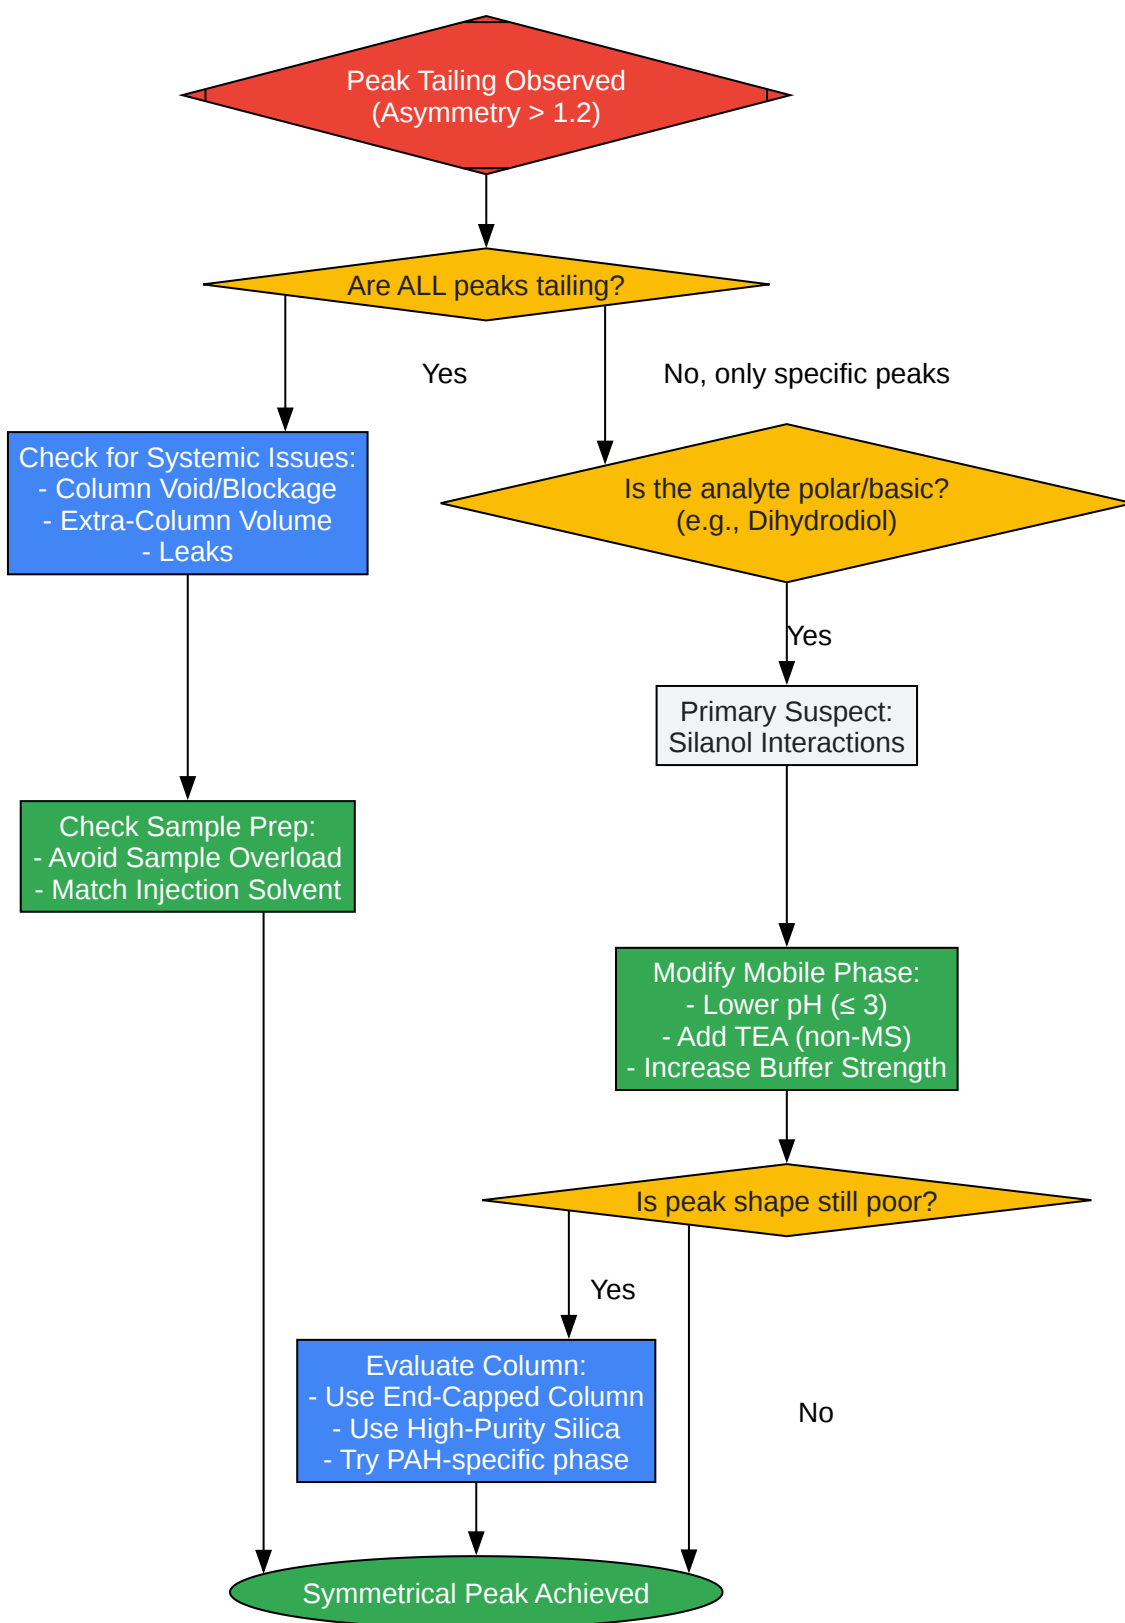 Peak Tailing Observed
(Asymmetry > 1.2)
Are ALL peaks tailing?
Yes
No, only specific peaks
Check for Systemic Issues:
- Column Void/Blockage
- Extra-Column Volume
- Leaks
Is the analyte polar/basic?
(e.g., Dihydrodiol)
Yes
Primary Suspect:
Silanol Interactions
Check Sample Prep:
- Avoid Sample Overload
- Match Injection Solvent
Modify Mobile Phase:
- Lower pH (≤ 3)
- Add TEA (non-MS)
- Increase Buffer Strength
Is peak shape still poor?
Yes
Evaluate Column:
- Use End-Capped Column
- Use High-Purity Silica
- Try PAH-specific phase
No
Symmetrical Peak Achieved